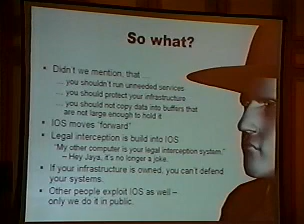 So what?
• Didn't we mention, that ...
... you shouldn't run unneeded services
... you should protect your infrastructure
... you should not copy data into buffers that
are not large enough to hold it
• IOS moves "forward"
• Legal interception is build into IOS
"My other computer is your legal interception system."
– Hey Jaya, it's no longer a joke.
• If your infrastructure is owned, you can't defend
your systems.
• Other people exploit IOS as well –
only we do it in public.